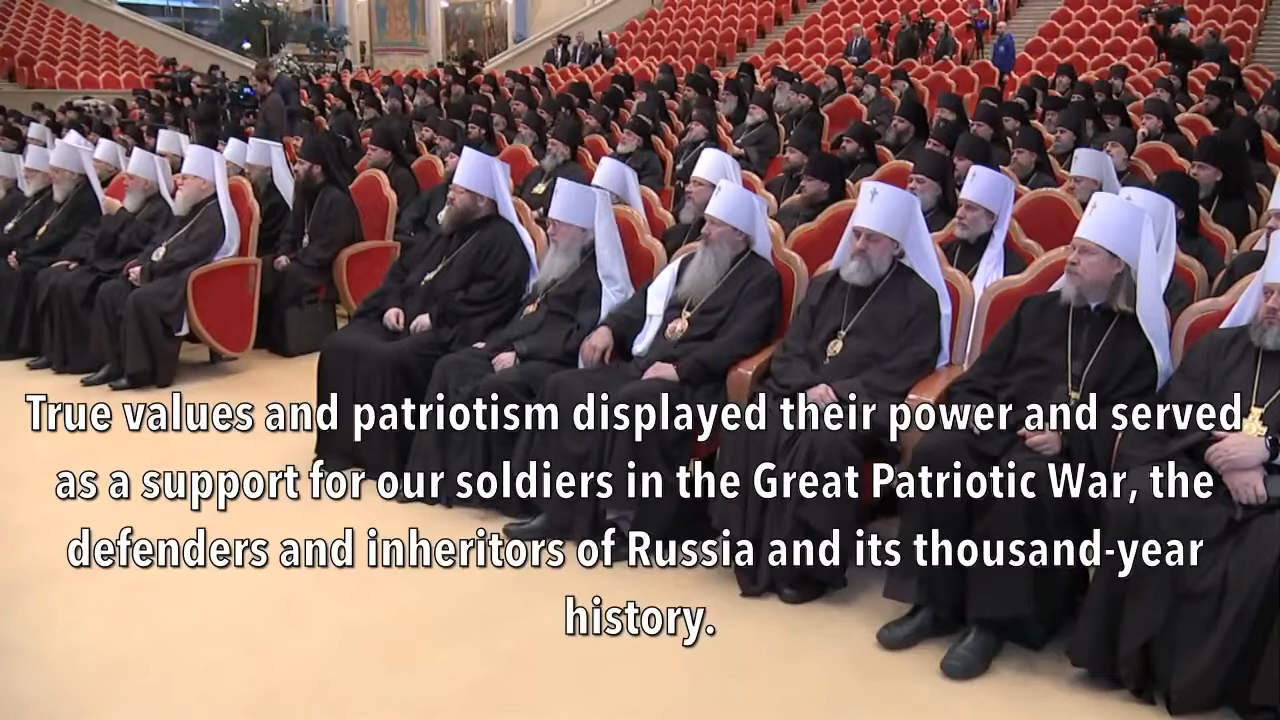 True values and patriotism displayed their power and served
as a support for our soldiers in the Great Patriotic War, the
defenders and inheritors of Russia and its thousand-year
history.